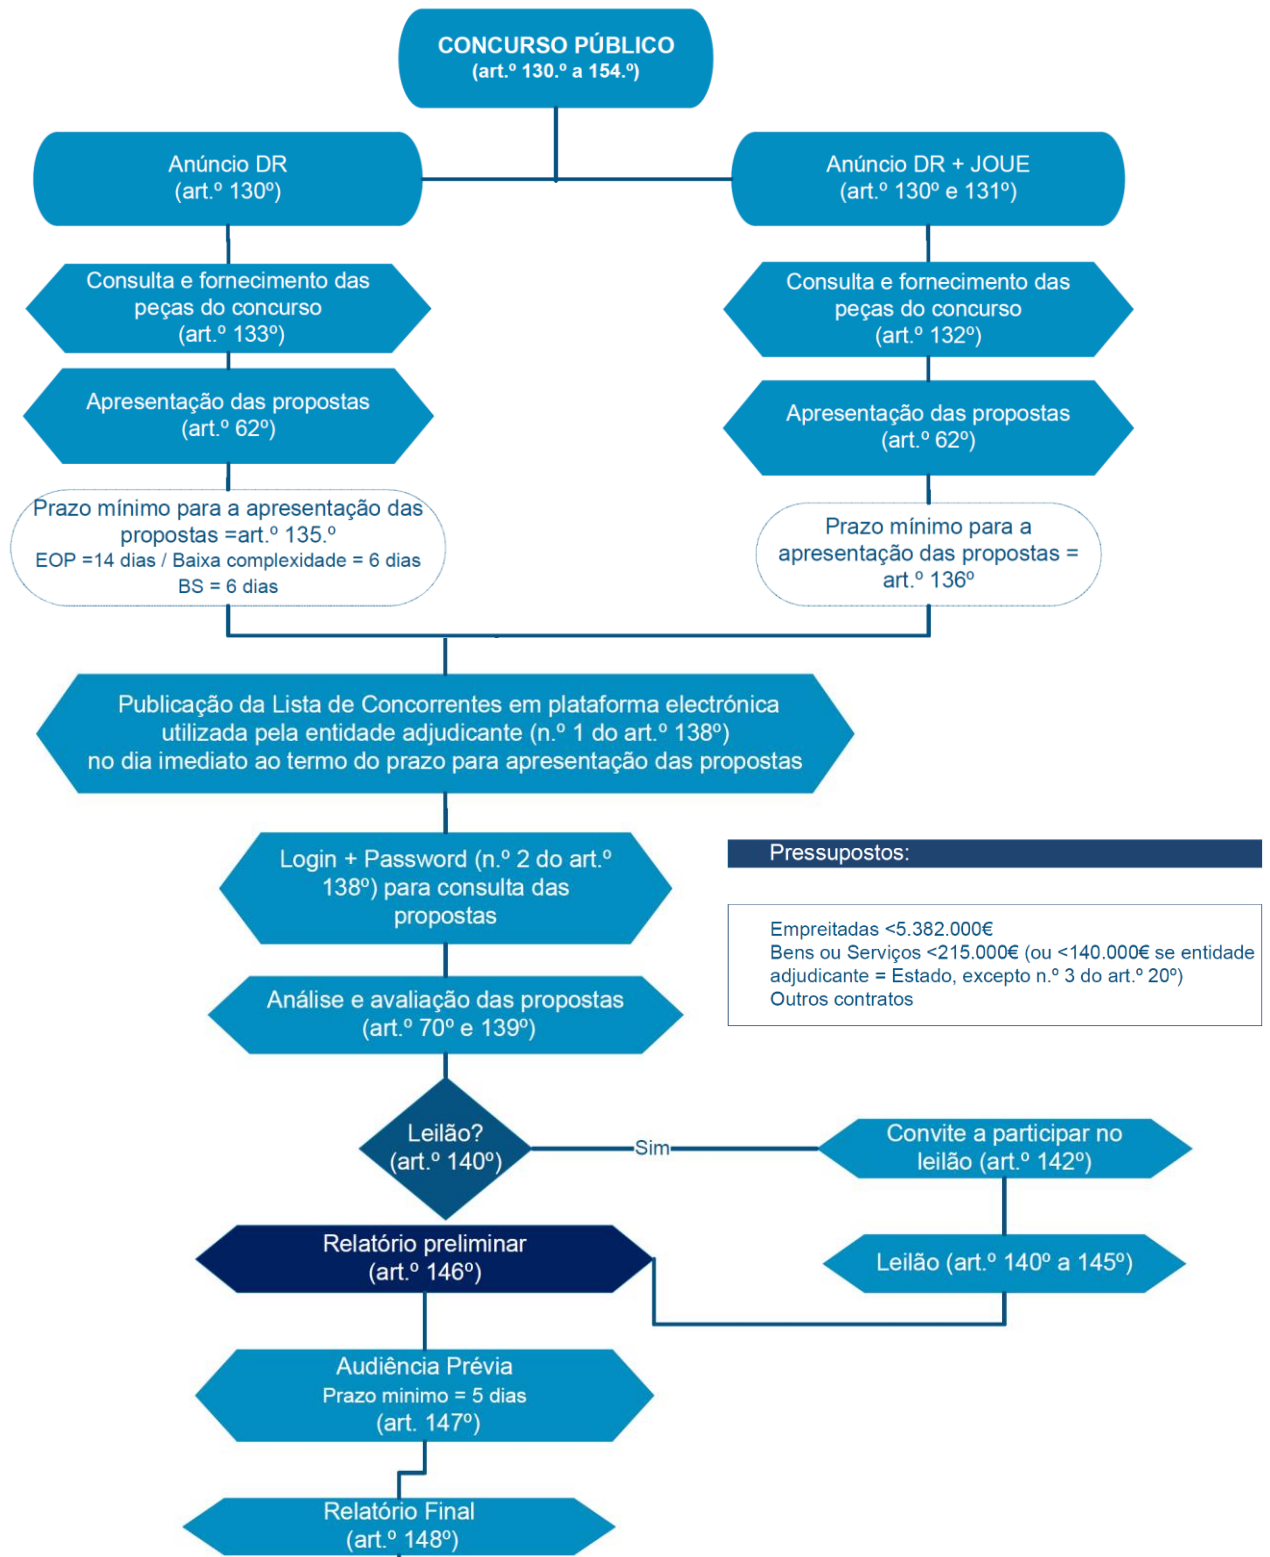 CONCURSO PÚBLICO
(art.º 130.º a 154.º)
Anúncio DR
(art.º 130º)
Anúncio DR + JOUE
(art.º 130º e 131º)
Consulta e fornecimento das
peças do concurso
(art.º 133º)
Consulta e fornecimento das
peças do concurso
(art.º 132º)
Apresentação das propostas
(art.º 62º)
Apresentação das propostas
(art.º 62º)
Prazo mínimo para a apresentação das
propostas =art.º 135.º
EOP =14 dias / Baixa complexidade = 6 dias
BS = 6 dias
Prazo mínimo para a
apresentação das propostas =
art.º 136º
Publicação da Lista de Concorrentes em plataforma electrónica
utilizada pela entidade adjudicante (n.º 1 do art.º 138º)
no dia imediato ao termo do prazo para apresentação das propostas
Login + Password (n.º 2 do art.º
138º) para consulta das
propostas
Pressupostos:
Empreitadas <5.382.000€
Bens ou Serviços <215.000€ (ou <140.000€ se entidade
adjudicante = Estado, excepto n.º 3 do art.º 20º)
Outros contratos
Análise e avaliação das propostas
(art.º 70º e 139º)
Leilão?
(art.º 140º)
Sim
Convite a participar no
leilão (art.º 142º)
Relatório preliminar
(art.º 146º)
Leilão (art.º 140º a 145º)
Audiência Prévia
Prazo minimo = 5 dias
(art. 147º)
Relatório Final
(art.º 148º)